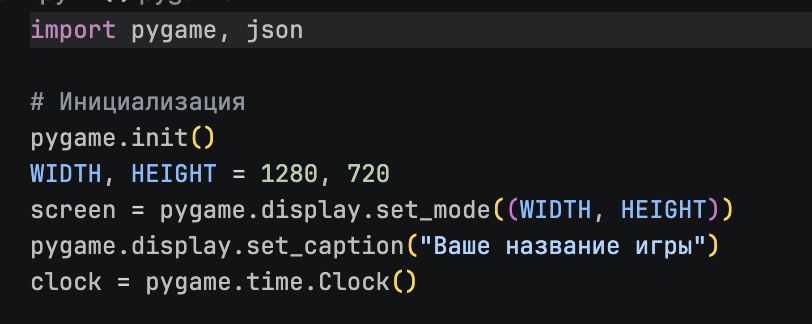 import pygame, json
# Инициализация
pygame.init()
WIDTH, HEIGHT = 1280, 720
screen = pygame.display.set_mode((WIDTH, HEIGHT))
pygame.display.set_caption("Ваше название игры")
clock = pygame.time.Clock()